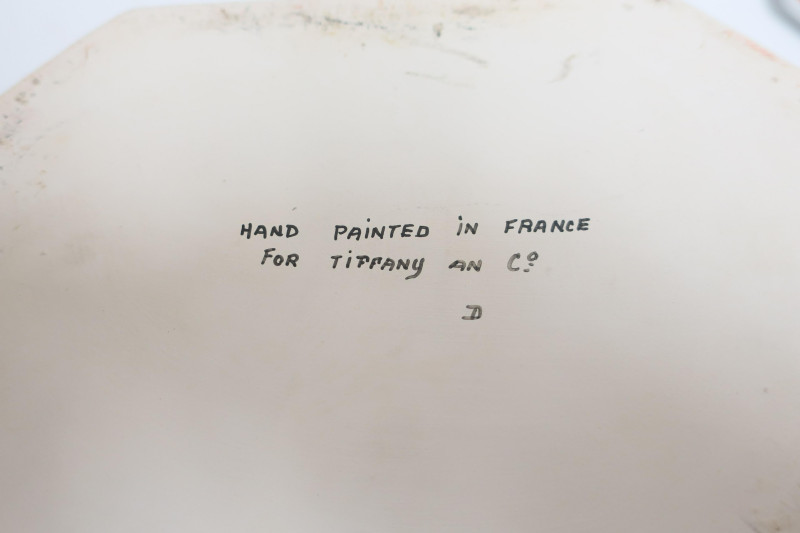 HAND PAiNTED iN FRANCE
FOR TiFFANY AN Cº
D